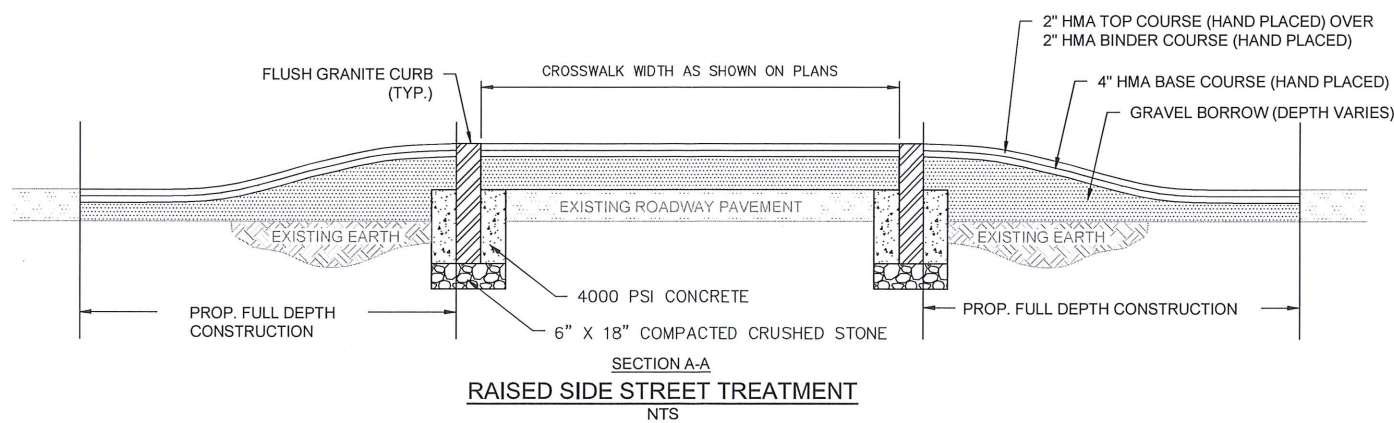 2" HMA TOP COURSE (HAND PLACED) OVER
2" HMA BINDER COURSE (HAND PLACED)
FLUSH GRANITE CURB
(TYP.)
CROSSWALK WIDTH AS SHOWN ON PLANS
4" HMA BASE COURSE (HAND PLACED)
GRAVEL BORROW (DEPTH VARIES)
EXISTING ROADWAY PAVEMENT
EXISTING EARTH
EXISTING EARTH
4000 PSI CONCRETE
PROP. FULL DEPTH
CONSTRUCTION
PROP. FULL DEPTH CONSTRUCTION
6" X 18" COMPACTED CRUSHED STONE
SECTION A-A
RAISED SIDE STREET TREATMENT
NTS